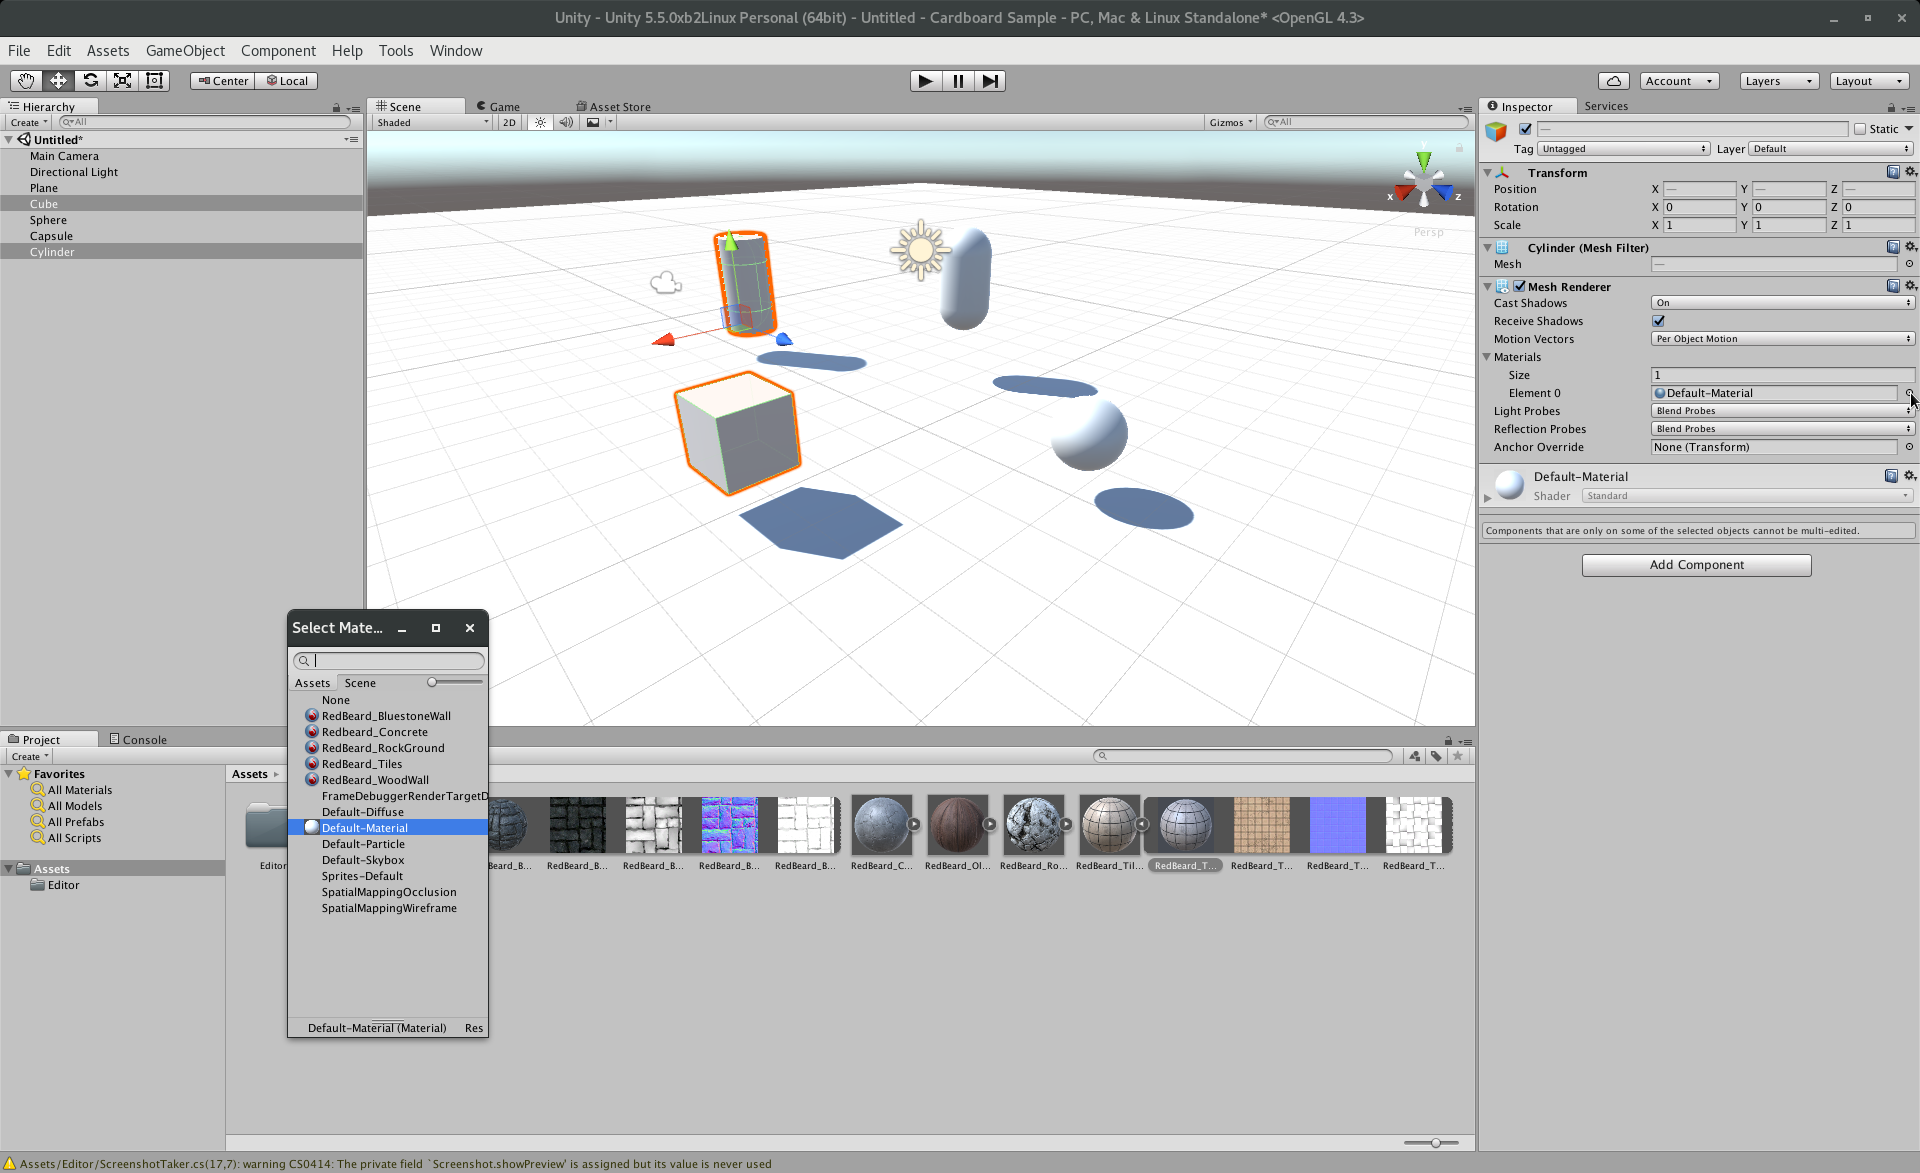 Unity - Unity 5.5.0xb2Linux Personal (64bit) - Untitled - Cardboard Sample - PC, Mac & Linux Standalone* <OpenGL 4.3>
File Edit Assets GameObject Component Help Tools Window
Center Local Account Layers Layout
Hierarchy
Create All
Untitled*
Main Camera
Directional Light
Plane
Cube
Sphere
Capsule
Cylinder
Scene Game Asset Store
Shaded 2D Gizmos All
y
x z
Persp
Inspector Services
Static
Tag Untagged Layer Default
Transform
Position X — Y — Z —
Rotation X 0 Y 0 Z 0
Scale X 1 Y 1 Z 1
Cylinder (Mesh Filter)
Mesh —
Mesh Renderer
Cast Shadows On
Receive Shadows
Motion Vectors Per Object Motion
Materials
Size 1
Element 0 Default-Material
Light Probes Blend Probes
Reflection Probes Blend Probes
Anchor Override None (Transform)
Default-Material
Shader Standard
Components that are only on some of the selected objects cannot be multi-edited.
Add Component
Select Mate...
Assets Scene
None
RedBeard_BluestoneWall
Redbeard_Concrete
RedBeard_RockGround
RedBeard_Tiles
RedBeard_WoodWall
FrameDebuggerRenderTargetD
Default-Diffuse
Default-Material
Default-Particle
Default-Skybox
Sprites-Default
SpatialMappingOcclusion
SpatialMappingWireframe
Default-Material (Material) Res
Project Console
Create
Favorites
All Materials
All Models
All Prefabs
All Scripts
Assets
Editor
Assets
Editor
RedBeard_B... RedBeard_B... RedBeard_B... RedBeard_B... RedBeard_C... RedBeard_Ol... RedBeard_Ro... RedBeard_Til... RedBeard_T... RedBeard_T... RedBeard_T... RedBeard_T...
Assets/Editor/ScreenshotTaker.cs(17,7): warning CS0414: The private field `Screenshot.showPreview' is assigned but its value is never used